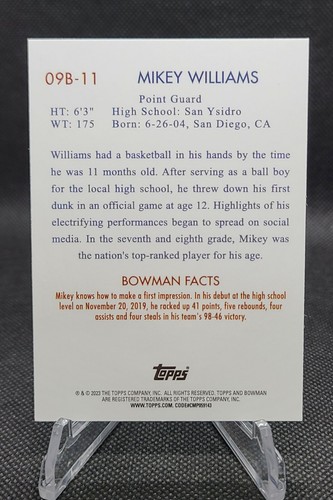 09B-11
MIKEY WILLIAMS
Point Guard
HT: 6'3" High School: San Ysidro
WT: 175 Born: 6-26-04, San Diego, CA
Williams had a basketball in his hands by the time
he was 11 months old. After serving as a ball boy
for the local high school, he threw down his first
dunk in an official game at age 12. Highlights of his
electrifying performances began to spread on social
media. In the seventh and eighth grade, Mikey was
the nation's top-ranked player for his age.
BOWMAN FACTS
Mikey knows how to make a first impression. In his debut at the high school
level on November 20, 2019, he racked up 41 points, five rebounds, four
assists and four steals in his team's 98-46 victory.
topps
® & © 2023 THE TOPPS COMPANY, INC. ALL RIGHTS RESERVED. TOPPS AND BOWMAN
ARE REGISTERED TRADEMARKS OF THE TOPPS COMPANY, INC.
WWW.TOPPS.COM. CODE#CMP059143